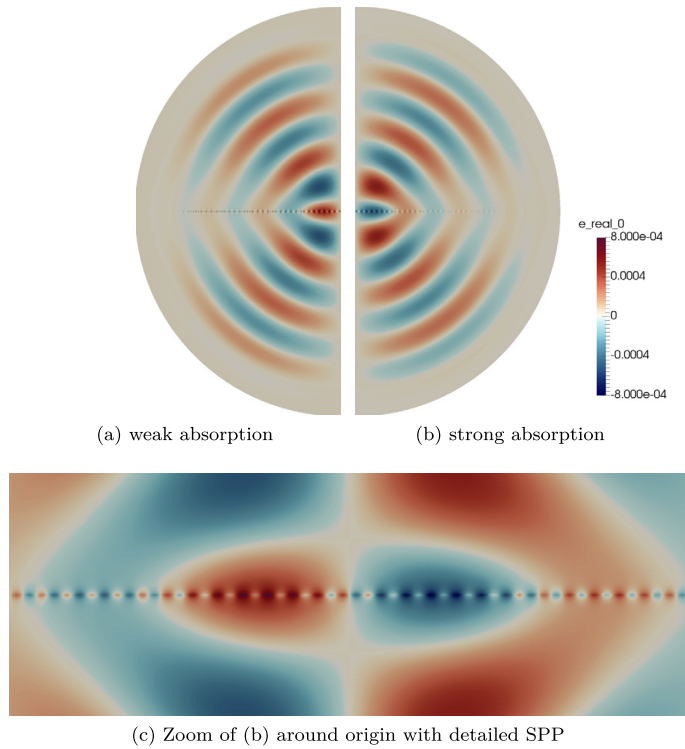 e_real_0
8.000e-04
0.0004
0
-0.0004
-8.000e-04
(a) weak absorption
(b) strong absorption
(c) Zoom of (b) around origin with detailed SPP